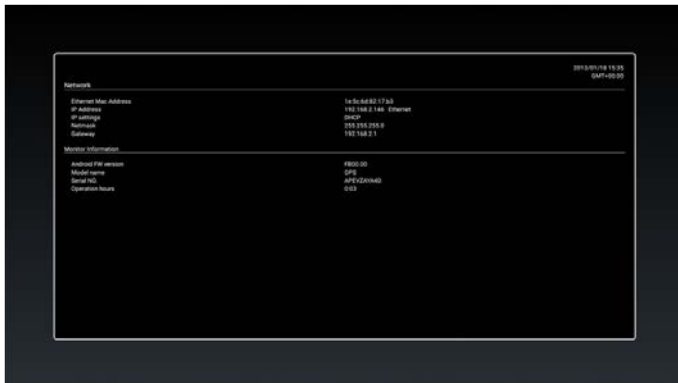 2013/01/18 15:35
GMT+00:00
Network
Ethernet Mac Address 1e:5c:6d:82:17:b3
IP Address 192.168.2.146 Ethernet
IP settings DHCP
Netmask 255.255.255.0
Gateway 192.168.2.1
Monitor Information
Android FW version FB00.00
Model name
Serial NO.
Operation hours 0:03